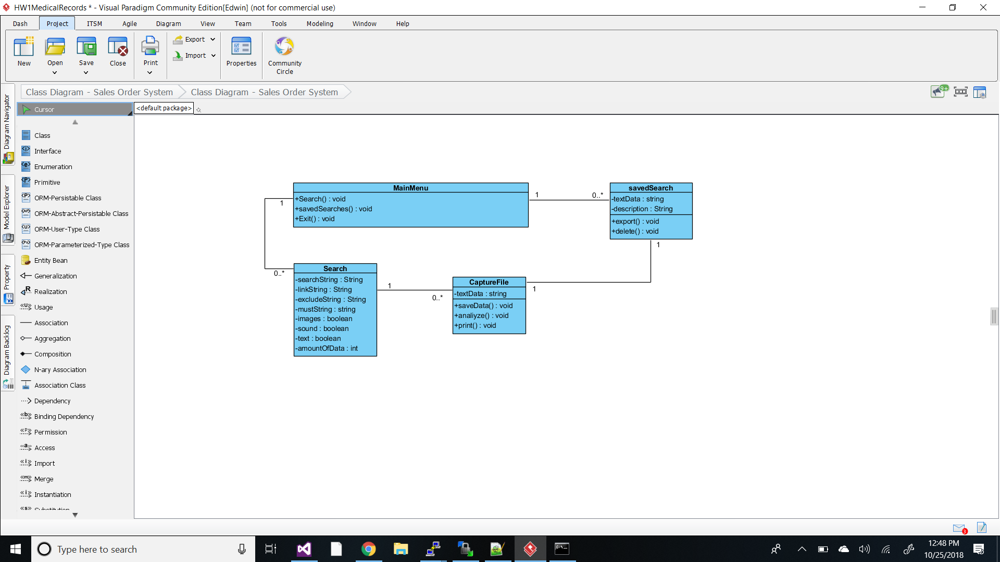 HW1MedicalRecords * - Visual Paradigm Community Edition[Edwin] (not for commercial use)
Dash Project ITSM Agile Diagram View Team Tools Modeling Window Help
New Open Save Close Print Export Import Properties Community Circle
Class Diagram - Sales Order System Class Diagram - Sales Order System
9+
Diagram Navigator
Model Explorer
Property
Diagram Backlog
Cursor
<default package>
Class
Interface
Enumeration
Primitive
ORM-Persistable Class
ORM-Abstract-Persistable Class
ORM-User-Type Class
ORM-Parameterized-Type Class
Entity Bean
Generalization
Realization
Usage
Association
Aggregation
Composition
N-ary Association
Association Class
Dependency
Binding Dependency
Permission
Access
Import
Merge
Instantiation
Substitution
MainMenu
+Search() : void
+savedSearches() : void
+Exit() : void
1
0..*
1
0..*
savedSearch
-textData : string
-description : String
+export() : void
+delete() : void
1
Search
-searchString : String
-linkString : String
-excludeString : String
-mustString : string
-images : boolean
-sound : boolean
-text : boolean
-amountOfData : int
1
0..*
CaptureFile
-textData : string
+saveData() : void
+analiyze() : void
+print() : void
1
3
Type here to search
12:48 PM
10/25/2018